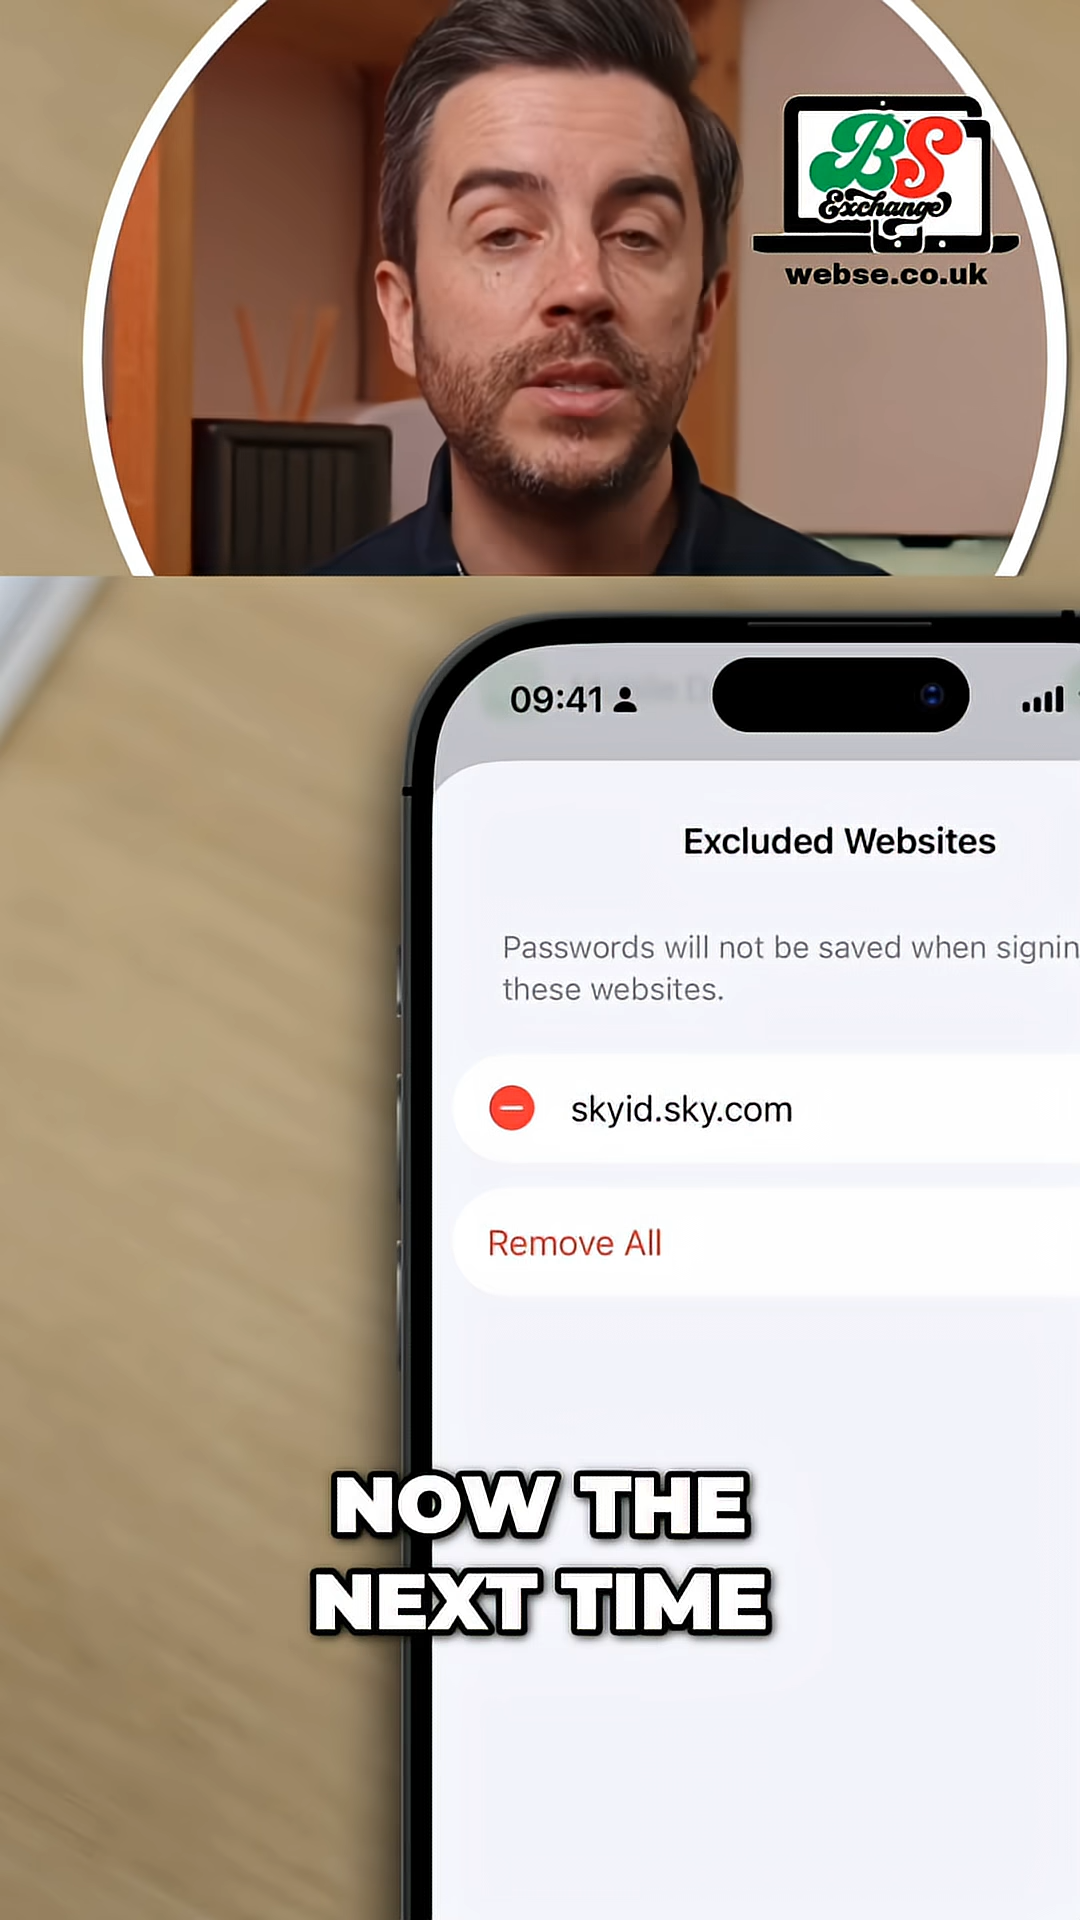 BS
Exchange
webse.co.uk
09:41
Excluded Websites
Passwords will not be saved when
these websites.
skyid.sky.com
Remove All
NOW THE
NEXT TIME